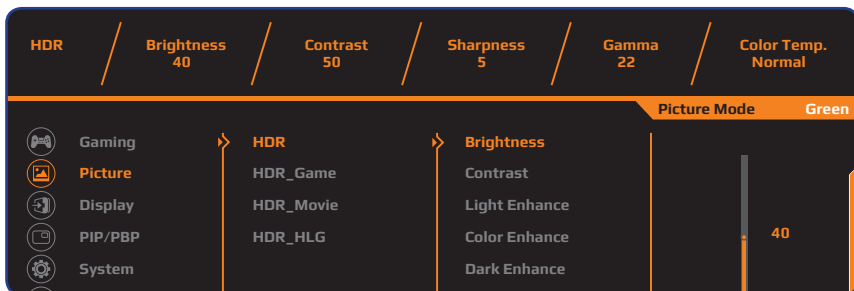 HDR
Brightness
40
Contrast
50
Sharpness
5
Gamma
22
Color Temp.
Normal
Picture Mode Green
Gaming HDR Brightness
Picture HDR_Game Contrast
Display HDR_Movie Light Enhance
PIP/PBP HDR_HLG Color Enhance 40
System Dark Enhance